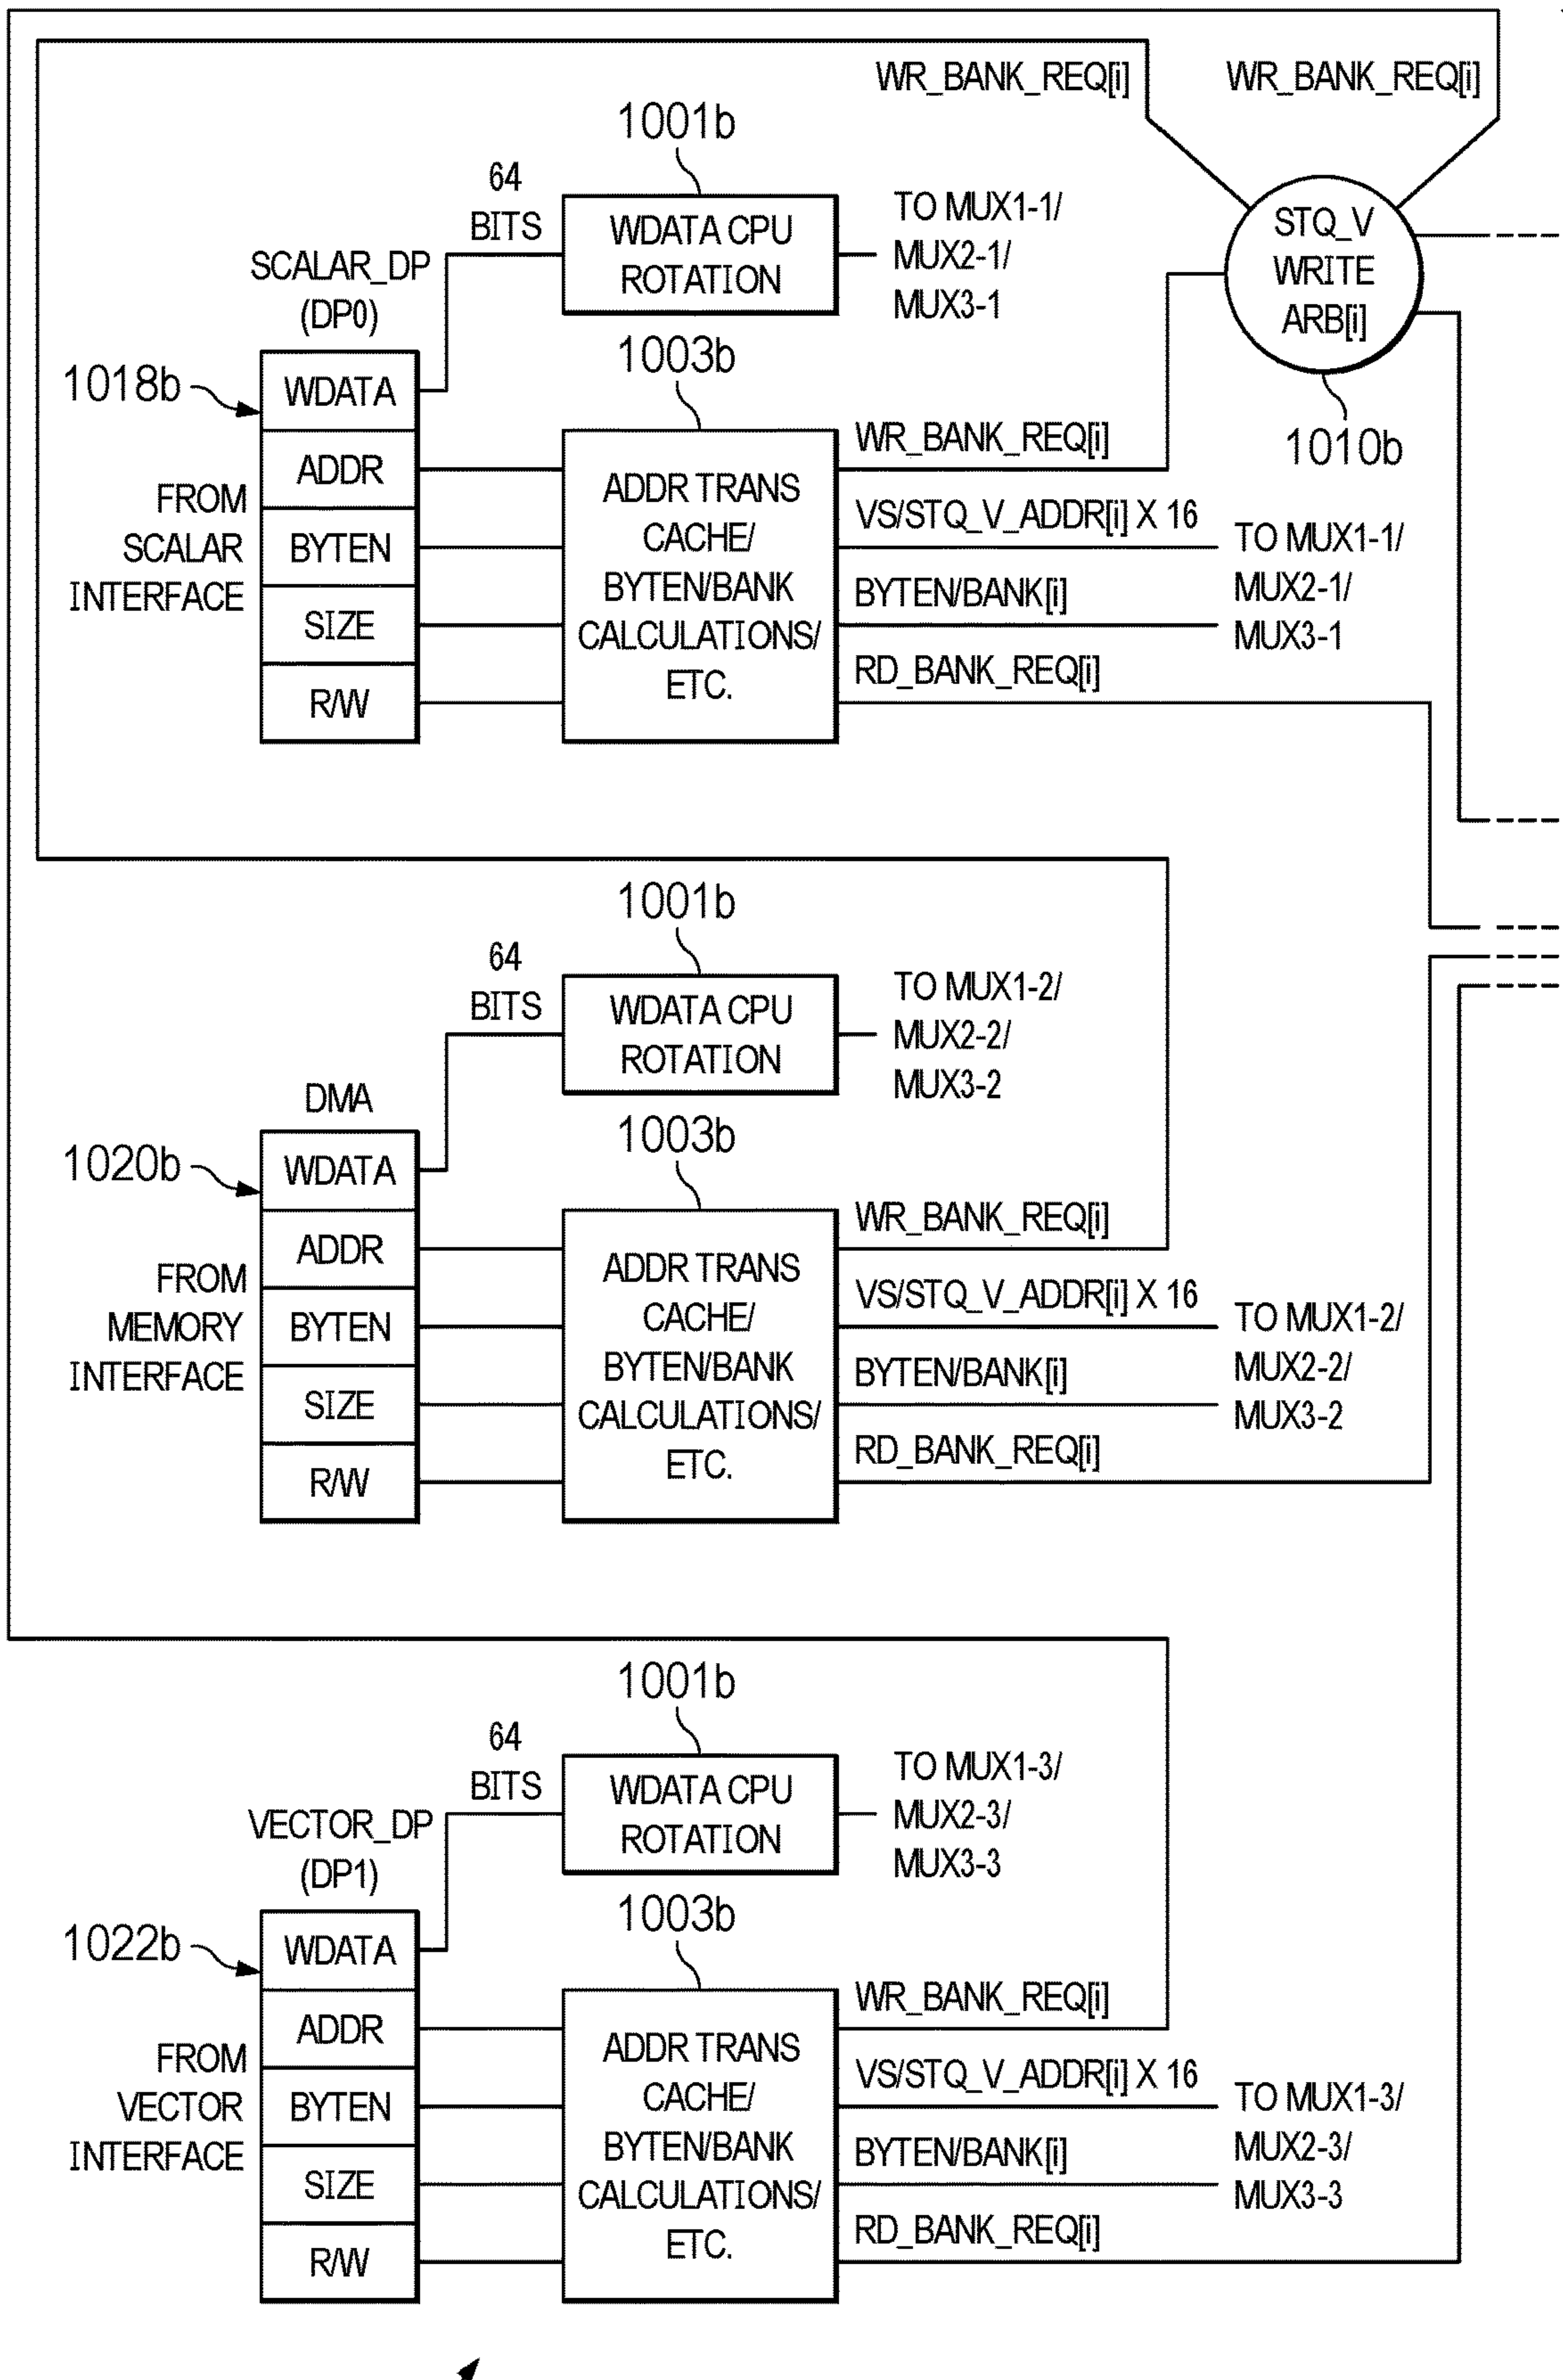 WR_BANK_REQ[i]
WR_BANK_REQ[i]
1001b
64
BITS
WDATA CPU
ROTATION
TO MUX1-1/
MUX2-1/
MUX3-1
STQ_V
WRITE
ARB[i]
1010b
SCALAR_DP
(DP0)
1018b
FROM
SCALAR
INTERFACE
WDATA
ADDR
BYTEN
SIZE
R/W
1003b
ADDR TRANS
CACHE/
BYTEN/BANK
CALCULATIONS/
ETC.
WR_BANK_REQ[i]
VS/STQ_V_ADDR[i] X 16
BYTEN/BANK[i]
RD_BANK_REQ[i]
TO MUX1-1/
MUX2-1/
MUX3-1
1001b
64
BITS
WDATA CPU
ROTATION
TO MUX1-2/
MUX2-2/
MUX3-2
DMA
1020b
FROM
MEMORY
INTERFACE
WDATA
ADDR
BYTEN
SIZE
R/W
1003b
ADDR TRANS
CACHE/
BYTEN/BANK
CALCULATIONS/
ETC.
WR_BANK_REQ[i]
VS/STQ_V_ADDR[i] X 16
BYTEN/BANK[i]
RD_BANK_REQ[i]
TO MUX1-2/
MUX2-2/
MUX3-2
1001b
64
BITS
WDATA CPU
ROTATION
TO MUX1-3/
MUX2-3/
MUX3-3
VECTOR_DP
(DP1)
1022b
FROM
VECTOR
INTERFACE
WDATA
ADDR
BYTEN
SIZE
R/W
1003b
ADDR TRANS
CACHE/
BYTEN/BANK
CALCULATIONS/
ETC.
WR_BANK_REQ[i]
VS/STQ_V_ADDR[i] X 16
BYTEN/BANK[i]
RD_BANK_REQ[i]
TO MUX1-3/
MUX2-3/
MUX3-3